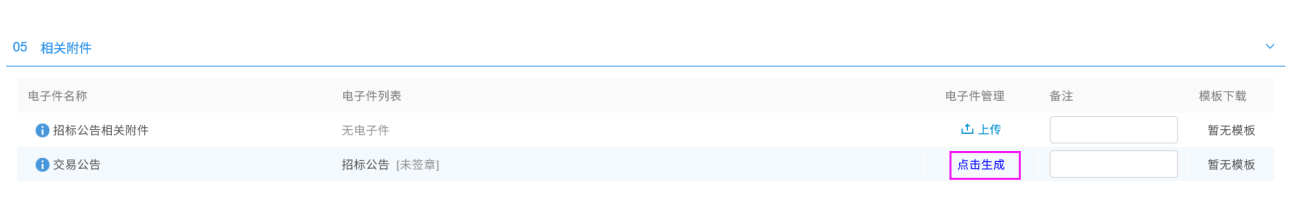 05 相关附件
电子件名称 电子件列表 电子件管理 备注 模板下载
招标公告相关附件 无电子件 上传 暂无模板
交易公告 招标公告 [未签章] 点击生成 暂无模板